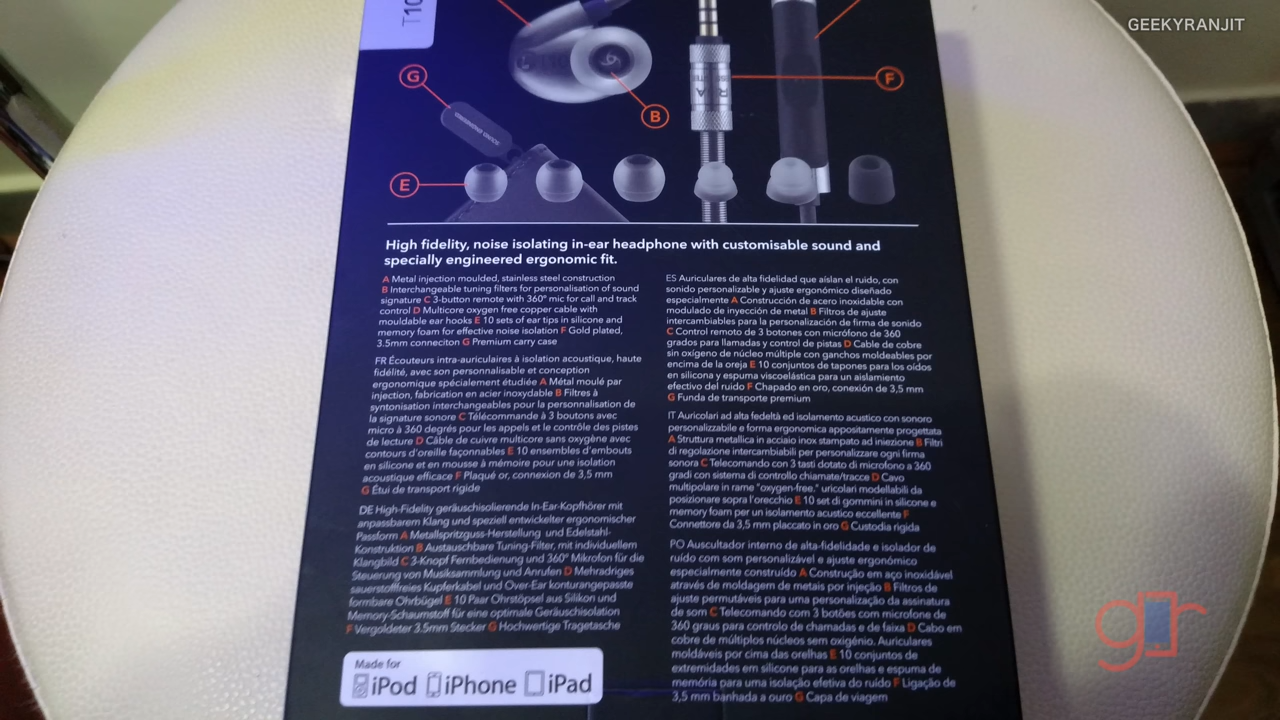 GEEKYRANJIT
T10
G
B
F
E
SOUND ENGINEERED
High fidelity, noise isolating in-ear headphone with customisable sound and
specially engineered ergonomic fit.
A Metal injection moulded, stainless steel construction
B Interchangeable tuning filters for personalisation of sound
signature C 3-button remote with 360° mic for call and track
control D Multicore oxygen free copper cable with
mouldable ear hooks E 10 sets of ear tips in silicone and
memory foam for effective noise isolation F Gold plated,
3.5mm conneciton G Premium carry case
FR Écouteurs intra-auriculaires à isolation acoustique, haute
fidélité, avec son personnalisable et conception
ergonomique spécialement étudiée A Métal moulé par
injection, fabrication en acier inoxydable B Filtres à
syntonisation interchangeables pour la personnalisation de
la signature sonore C Télécommande à 3 boutons avec
micro à 360 degrés pour les appels et le contrôle des pistes
de lecture D Câble de cuivre multicore sans oxygène avec
contours d'oreille façonnables E 10 ensembles d'embouts
en silicone et en mousse à mémoire pour une isolation
acoustique efficace F Plaqué or, connexion de 3,5 mm
G Étui de transport rigide
DE High-Fidelity geräuschisolierende In-Ear-Kopfhörer mit
anpassbarem Klang und speziell entwickelter ergonomischer
Passform A Metallspritzguss-Herstellung und Edelstahl-
Konstruktion B Austauschbare Tuning-Filter, mit individuellem
Klangbild C 3-Knopf Fernbedienung und 360° Mikrofon für die
Steuerung von Musiksammlung und Anrufen D Mehradriges
sauerstofffreies Kupferkabel und Over-Ear konturangepasste
formbare Ohrbügel E 10 Paar Ohrstöpsel aus Silikon und
Memory-Schaumstoff für eine optimale Geräuschisolation
F Vergoldeter 3.5mm Stecker G Hochwertige Tragetasche
Made for
iPod iPhone iPad
ES Auriculares de alta fidelidad que aíslan el ruido, con
sonido personalizable y ajuste ergonómico diseñado
especialmente A Construcción de acero inoxidable con
modulado de inyección de metal B Filtros de ajuste
intercambiables para la personalización de firma de sonido
C Control remoto de 3 botones con micrófono de 360
grados para llamadas y control de pistas D Cable de cobre
sin oxígeno de núcleo múltiple con ganchos moldeables por
encima de la oreja E 10 conjuntos de tapones para los oídos
en silicona y espuma viscoelástica para un aislamiento
efectivo del ruido F Chapado en oro, conexión de 3,5 mm
G Funda de transporte premium
IT Auricolari ad alta fedeltà ed isolamento acustico con sonoro
personalizzabile e forma ergonomica appositamente progettata
A Struttura metallica in acciaio inox stampato ad iniezione B Filtri
di regolazione intercambiabili per personalizzare ogni firma
sonora C Telecomando con 3 tasti dotato di microfono a 360
gradi con sistema di controllo chiamate/tracce D Cavo
multipolare in rame "oxygen-free." uricolari modellabili da
posizionare sopra l'orecchio E 10 set di gommini in silicone e
memory foam per un isolamento acustico eccellente F
Connettore da 3,5mm placcato in oro G Custodia rigida
PO Auscultador interno de alta-fidelidade e isolador de
ruído com som personalizável e ajuste ergonómico
especialmente construído A Construção em aço inoxidável
através de moldagem de metais por injeção B Filtros de
ajuste permutáveis para uma personalização da assinatura
de som C Telecomando com 3 botões com microfone de
360 graus para controlo de chamadas e de faixa D Cabo em
cobre de múltiplos núcleos sem oxigénio. Auriculares
moldáveis por cima das orelhas E 10 conjuntos de
extremidades em silicone para as orelhas e espuma de
memória para uma isolação efetiva do ruído F Ligação de
3,5 mm banhada a ouro G Capa de viagem
gr